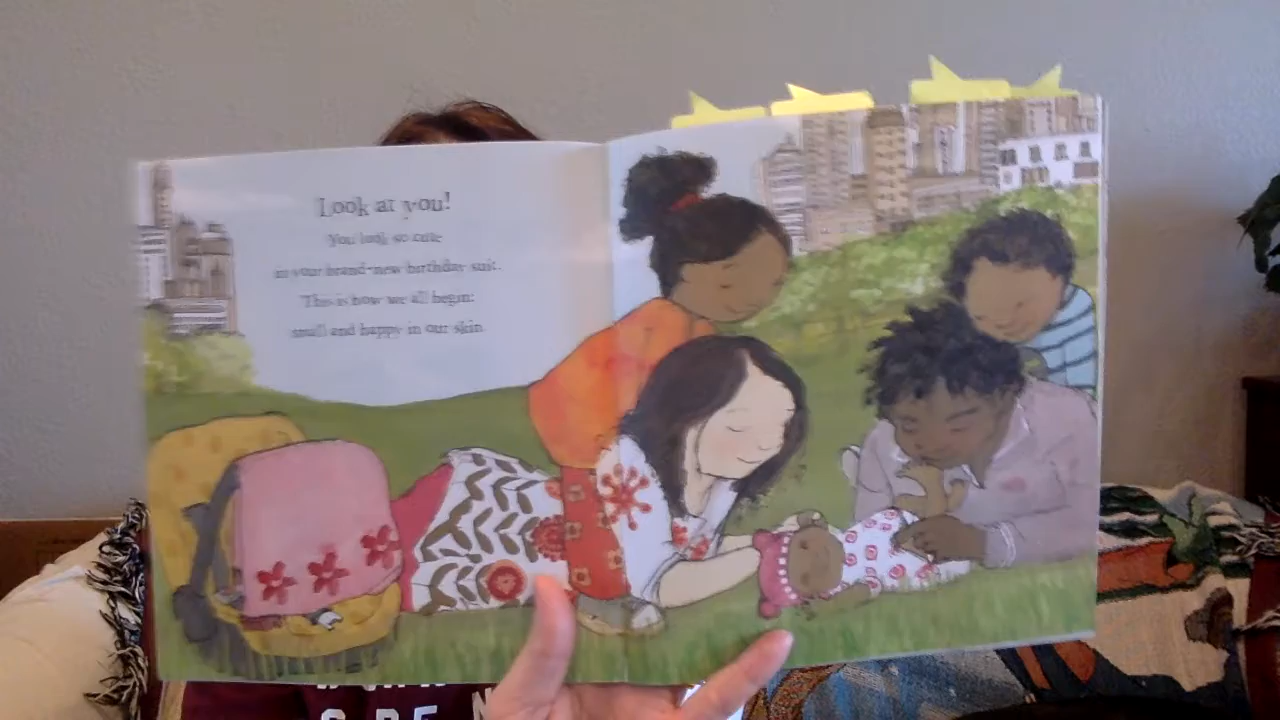 Look at you!
You look so cute
in your brand-new birthday suit.
This is how we all begin:
small and happy in our skin.